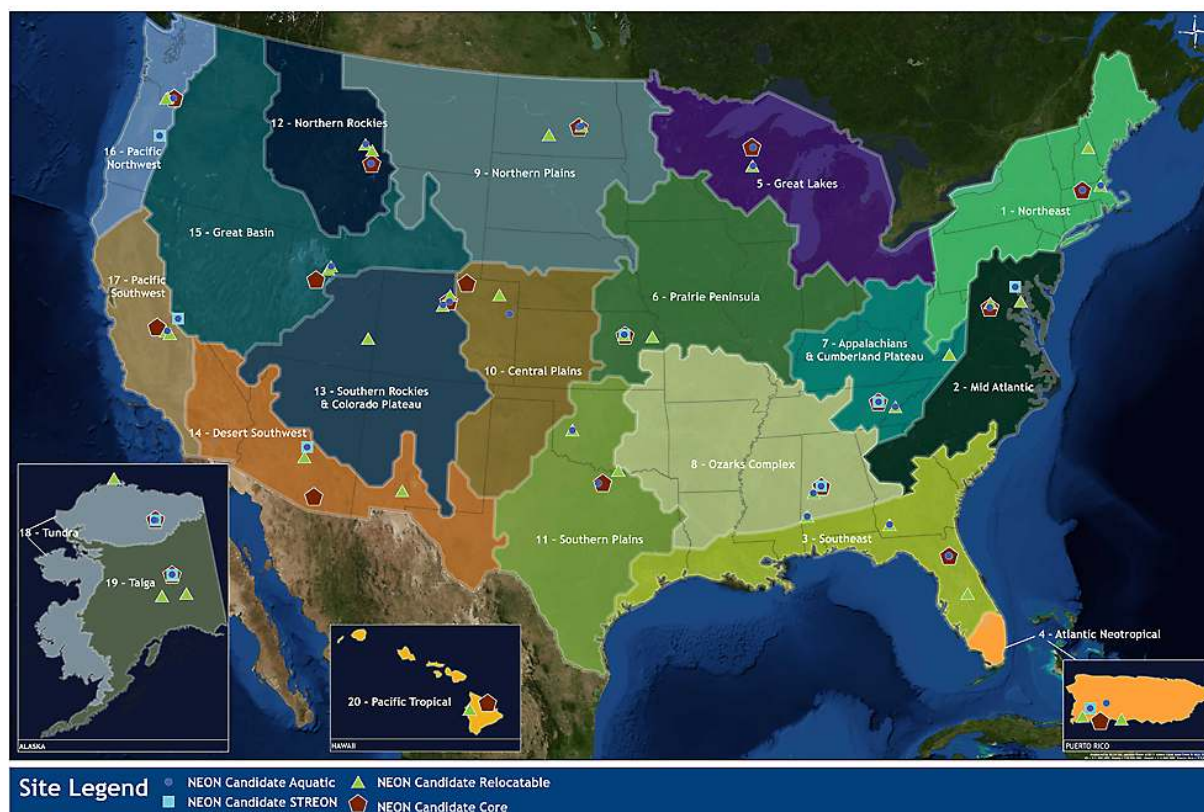 12 - Northern Rockies
16 - Pacific
Northwest
9 - Northern Plains
5 - Great Lakes
1 - Northeast
15 - Great Basin
17 - Pacific
Southwest
6 - Prairie Peninsula
7 - Appalachians
& Cumberland Plateau
10 - Central Plains
2 - Mid Atlantic
13 - Southern Rockies
& Colorado Plateau
14 - Desert Southwest
8 - Ozarks Complex
11 - Southern Plains
3 - Southeast
18 - Tundra
19 - Taiga
4 - Atlantic Neotropical
20 - Pacific Tropical
ALASKA
HAWAII
PUERTO RICO
Site Legend
NEON Candidate Aquatic
NEON Candidate Relocatable
NEON Candidate STREON
NEON Candidate Core